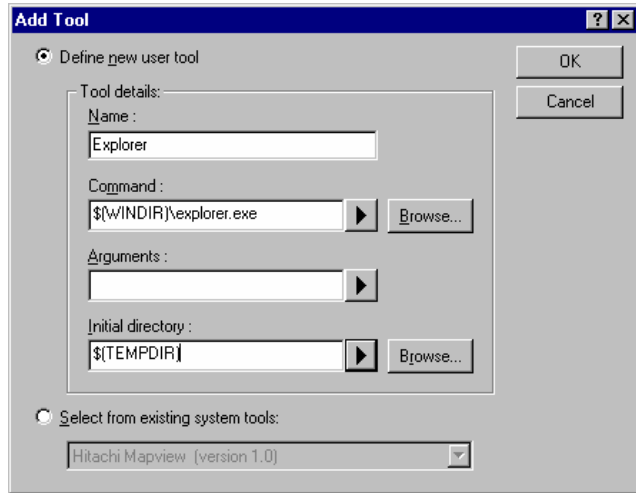 Add Tool
Define new user tool
OK
Cancel
Tool details:
Name :
Explorer
Command :
$(WINDIR)\explorer.exe
Browse...
Arguments :
Initial directory :
$(TEMPDIR)
Browse...
Select from existing system tools:
Hitachi Mapview (version 1.0)